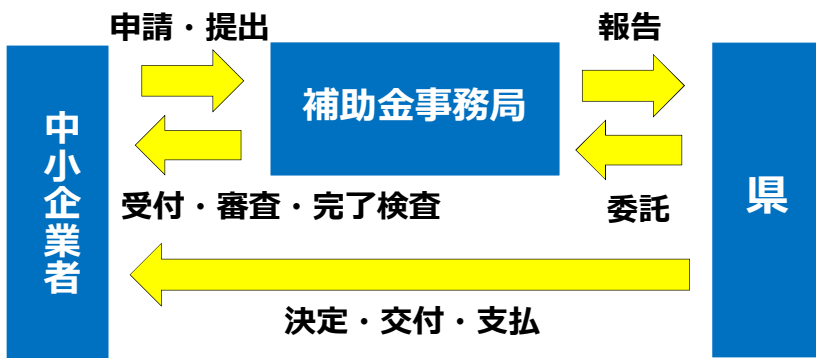 申請・提出
報告
中小企業者
補助金事務局
県
受付・審査・完了検査
委託
決定・交付・支払